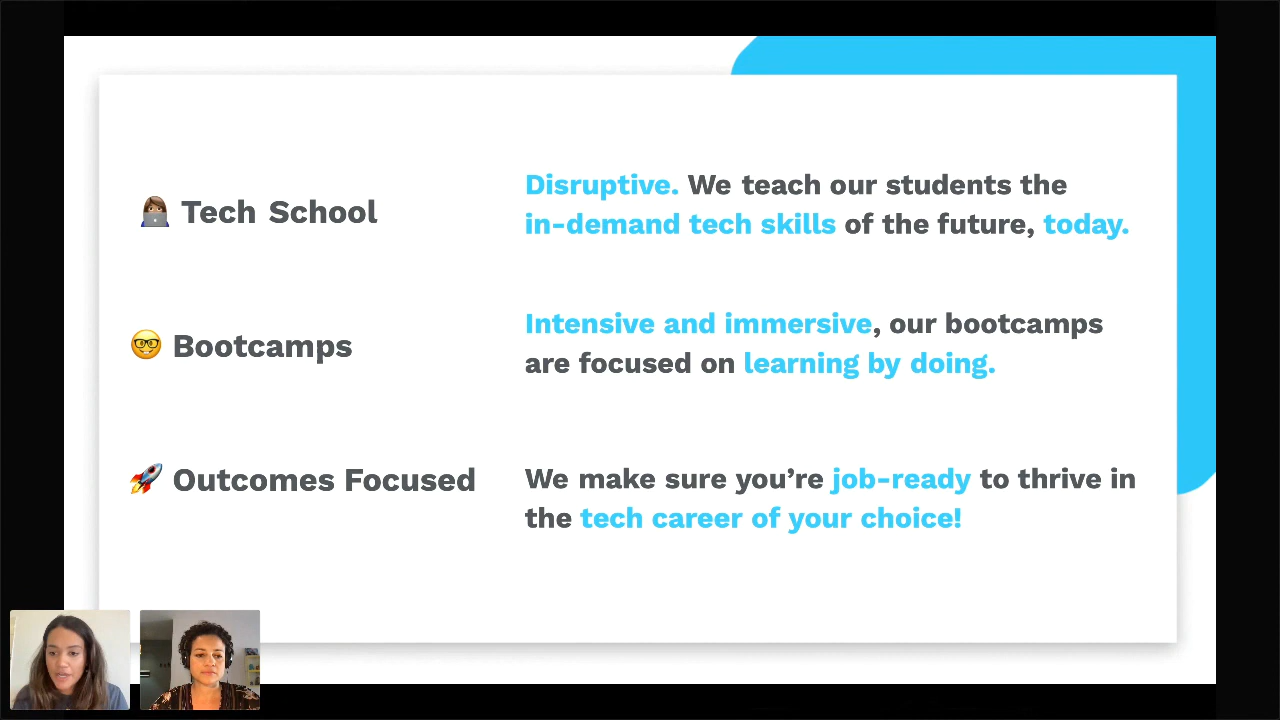 Tech School
Disruptive. We teach our students the
in-demand tech skills of the future, today.
Bootcamps
Intensive and immersive, our bootcamps
are focused on learning by doing.
Outcomes Focused
We make sure you’re job-ready to thrive in
the tech career of your choice!